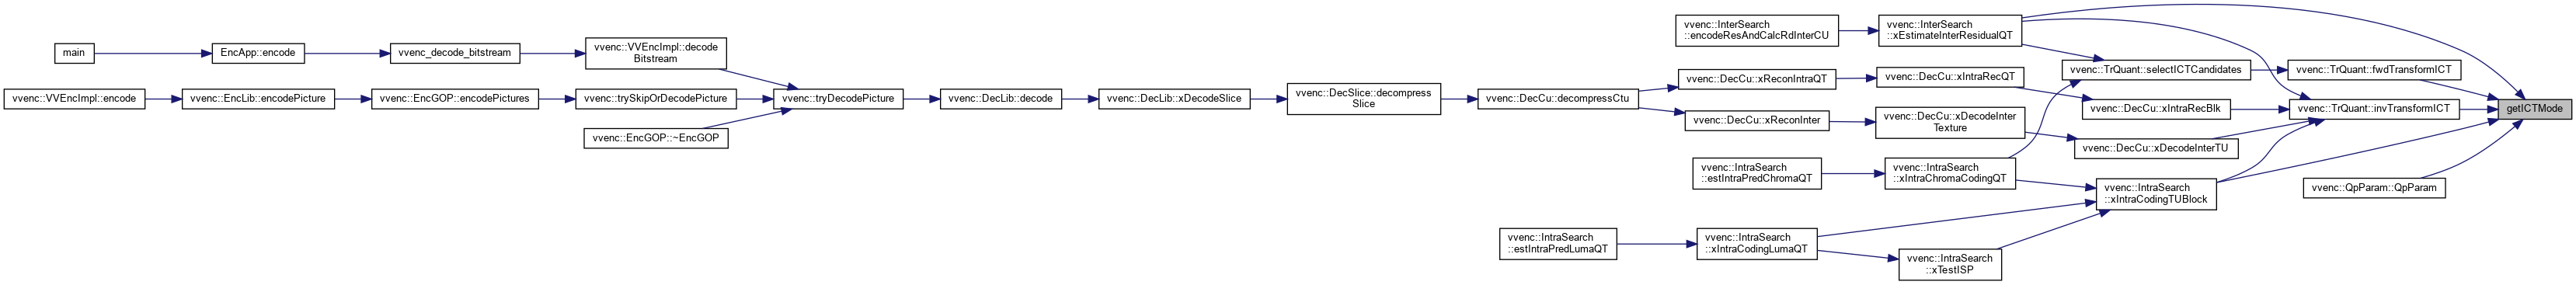 main
EncApp::encode
vvenc_decode_bitstream
vvenc::VVEncImpl::decode
Bitstream
vvenc::VVEncImpl::encode
vvenc::EncLib::encodePicture
vvenc::EncGOP::encodePictures
vvenc::trySkipOrDecodePicture
vvenc::EncGOP::~EncGOP
vvenc::tryDecodePicture
vvenc::DecLib::decode
vvenc::DecLib::xDecodeSlice
vvenc::DecSlice::decompress
Slice
vvenc::DecCu::decompressCtu
vvenc::InterSearch
::encodeResAndCalcRdInterCU
vvenc::InterSearch
::xEstimateInterResidualQT
vvenc::DecCu::xReconIntraQT
vvenc::DecCu::xIntraRecQT
vvenc::TrQuant::selectICTCandidates
vvenc::TrQuant::fwdTransformICT
vvenc::DecCu::xReconInter
vvenc::DecCu::xDecodeInter
Texture
vvenc::DecCu::xIntraRecBlk
vvenc::TrQuant::invTransformICT
getICTMode
vvenc::DecCu::xDecodeInterTU
vvenc::IntraSearch
::estIntraPredChromaQT
vvenc::IntraSearch
::xIntraChromaCodingQT
vvenc::IntraSearch
::xIntraCodingTUBlock
vvenc::QpParam::QpParam
vvenc::IntraSearch
::estIntraPredLumaQT
vvenc::IntraSearch
::xIntraCodingLumaQT
vvenc::IntraSearch
::xTestISP